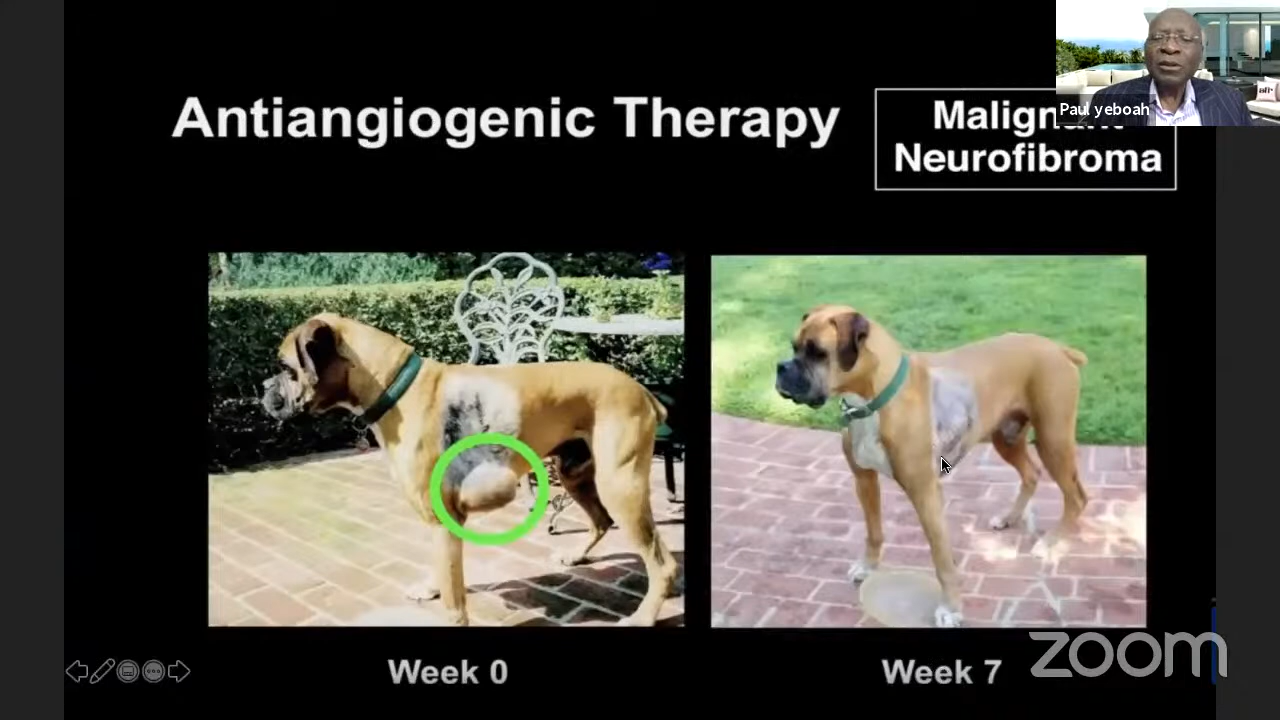 Antiangiogenic Therapy
Malignant
Neurofibroma
Paul yeboah
Week 0
Week 7
zoom